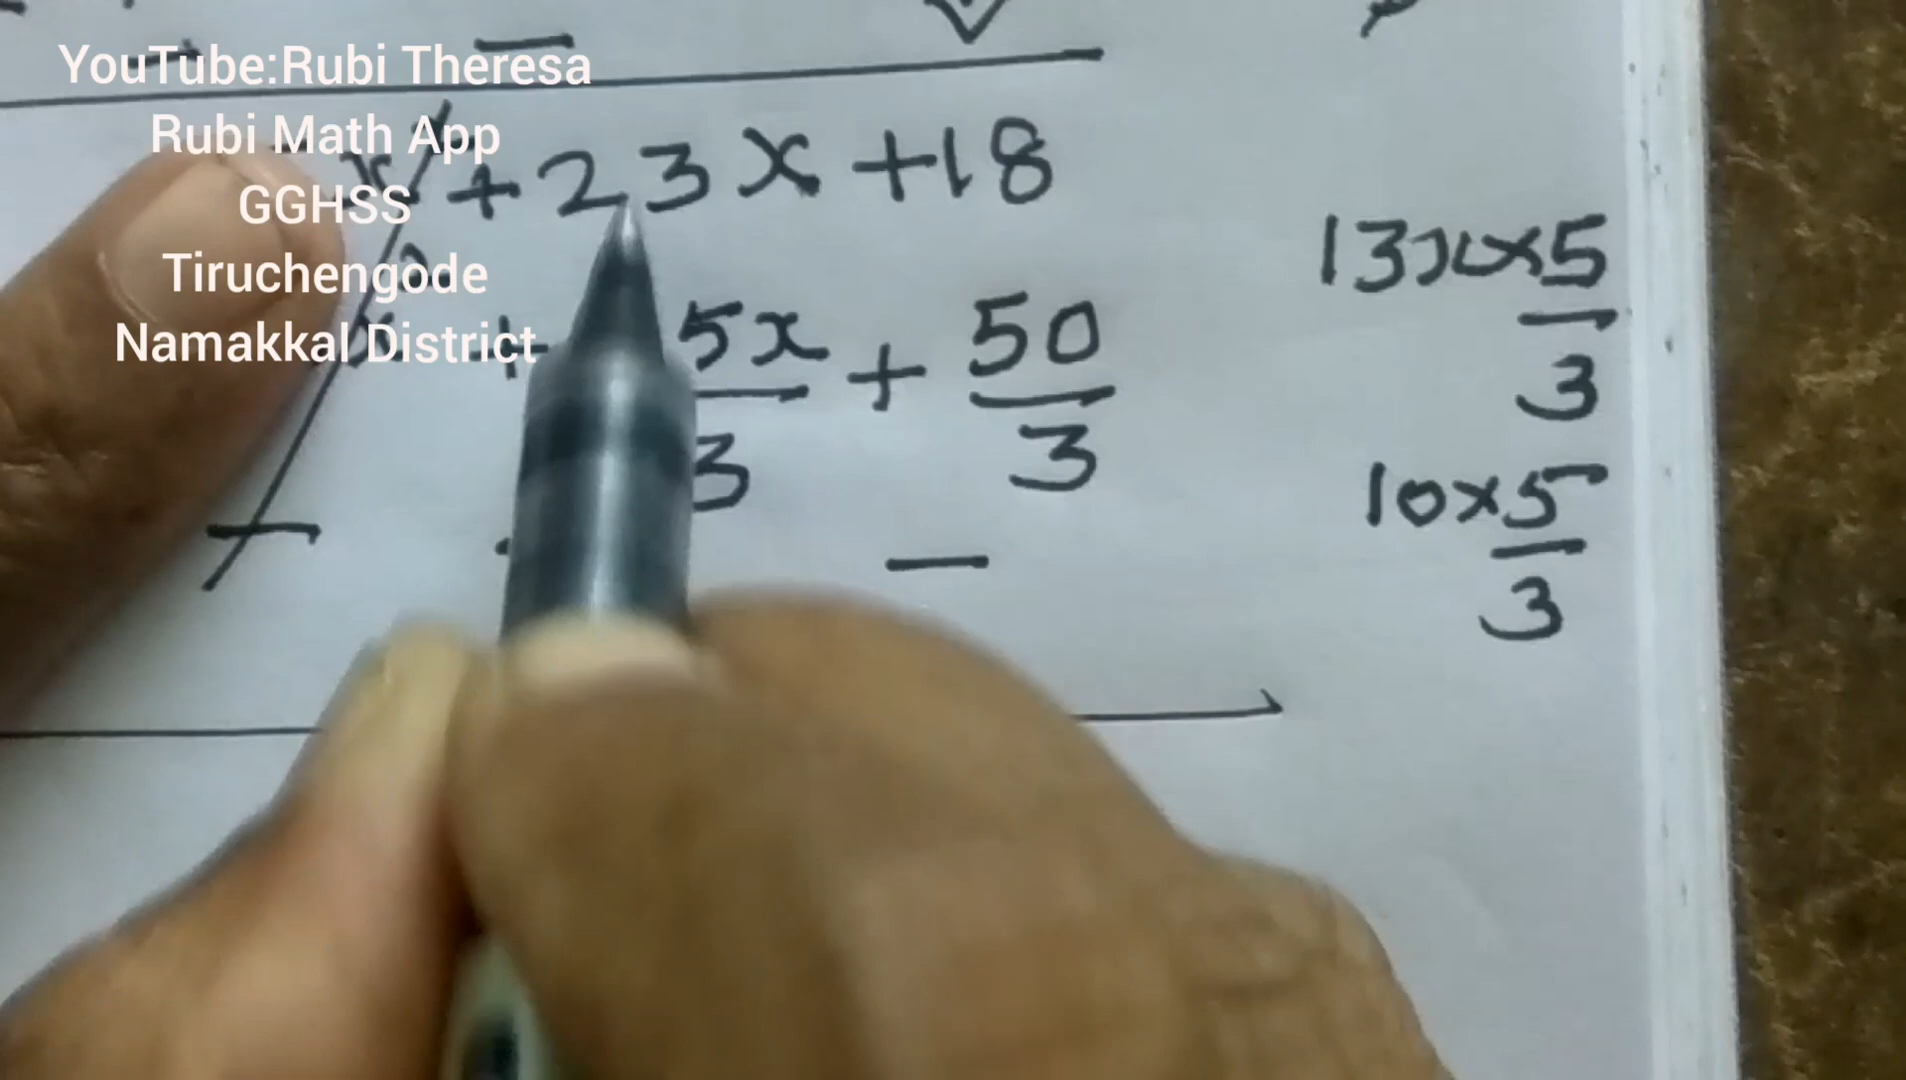 YouTube:Rubi Theresa
Rubi Math App
GGHSS
Tiruchengode
Namakkal District
+ 23x + 18
5x/3 + 50/3
—
13x × 5/3
10 × 5/3